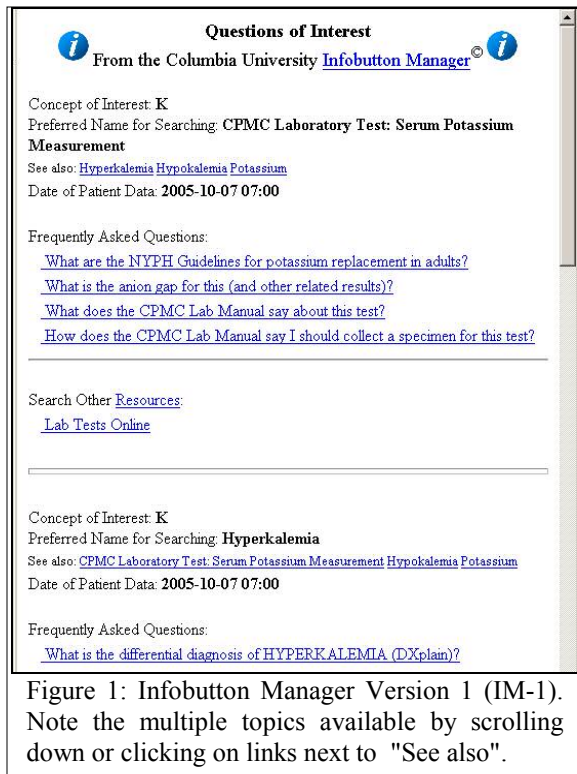 Questions of Interest
From the Columbia University Infobutton Manager©
Concept of Interest: K
Preferred Name for Searching: CPMC Laboratory Test: Serum Potassium
Measurement
See also: Hyperkalemia Hypokalemia Potassium
Date of Patient Data: 2005-10-07 07:00
Frequently Asked Questions:
What are the NYPH Guidelines for potassium replacement in adults?
What is the anion gap for this (and other related results)?
What does the CPMC Lab Manual say about this test?
How does the CPMC Lab Manual say I should collect a specimen for this test?
Search Other Resources:
Lab Tests Online
Concept of Interest: K
Preferred Name for Searching: Hyperkalemia
See also: CPMC Laboratory Test: Serum Potassium Measurement Hypokalemia Potassium
Date of Patient Data: 2005-10-07 07:00
Frequently Asked Questions:
What is the differential diagnosis of HYPERKALEMIA (DXplain)?
Figure 1: Infobutton Manager Version 1 (IM-1).
Note the multiple topics available by scrolling
down or clicking on links next to "See also".